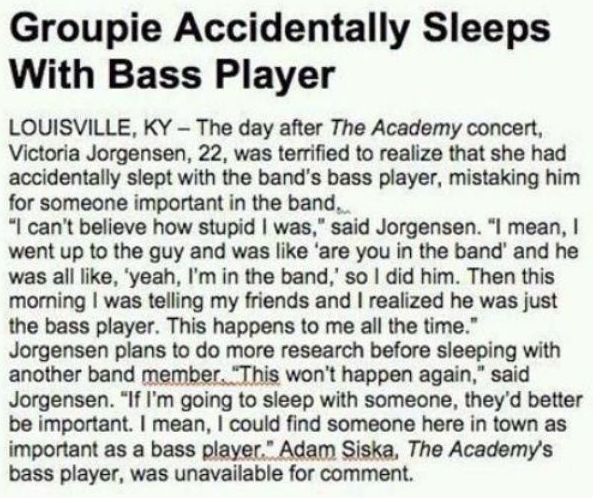 Groupie Accidentally Sleeps
With Bass Player
LOUISVILLE, KY – The day after The Academy concert,
Victoria Jorgensen, 22, was terrified to realize that she had
accidentally slept with the band's bass player, mistaking him
for someone important in the band.
"I can't believe how stupid I was," said Jorgensen. "I mean, I
went up to the guy and was like 'are you in the band' and he
was all like, 'yeah, I'm in the band,' so I did him. Then this
morning I was telling my friends and I realized he was just
the bass player. This happens to me all the time."
Jorgensen plans to do more research before sleeping with
another band member. "This won't happen again," said
Jorgensen. "If I'm going to sleep with someone, they'd better
be important. I mean, I could find someone here in town as
important as a bass player." Adam Siska, The Academy's
bass player, was unavailable for comment.